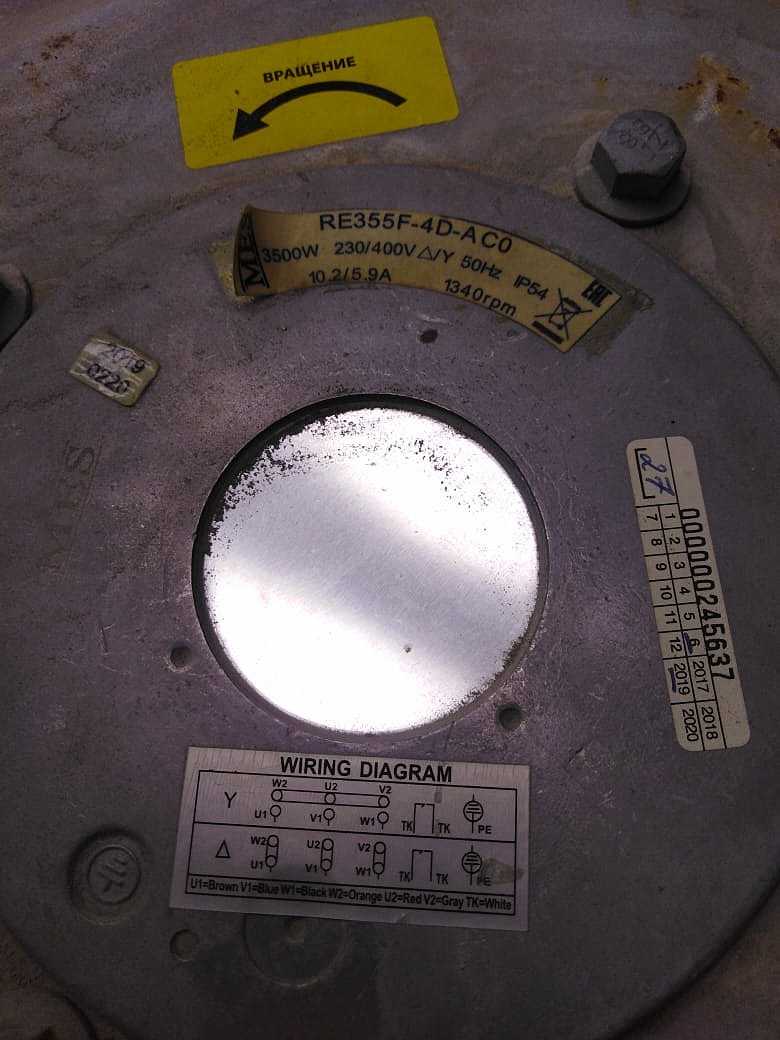 ВРАЩЕНИЕ
MES
RE355F-4D-AC0
3500W 230/400V △/Y 50Hz IP54
10.2/5.9A 1340rpm
EAC
2019
0220
MES
27
000000245637
1 2 3 4 5 6 2017 2018
7 8 9 10 11 12 2019 2020
WIRING DIAGRAM
Y W2 U2 V2
U1 V1 W1 TK TK PE
△ W2 U2 V2
U1 V1 W1 TK TK PE
U1=Brown V1=Blue W1=Black W2=Orange U2=Red V2=Gray TK=White